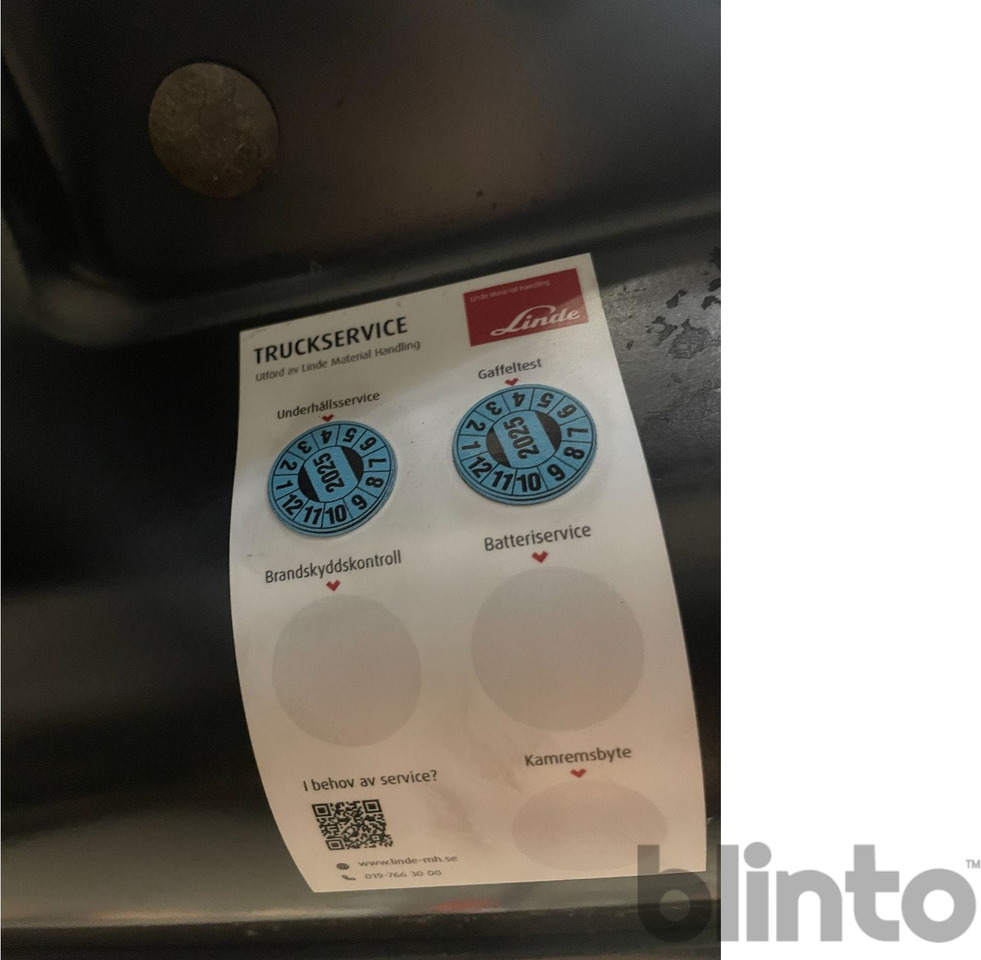 TRUCKSERVICE
Utförd av Linde Material Handling
Linde Material Handling
Linde
Underhållsservice
Gaffeltest
1 2 3 4 5 6 7 8 9 10 11 12
2025
1 2 3 4 5 6 7 8 9 10 11 12
2025
Brandskyddskontroll
Batteriservice
I behov av service?
Kamremsbyte
www.linde-mh.se
019-766 30 00
blinto™